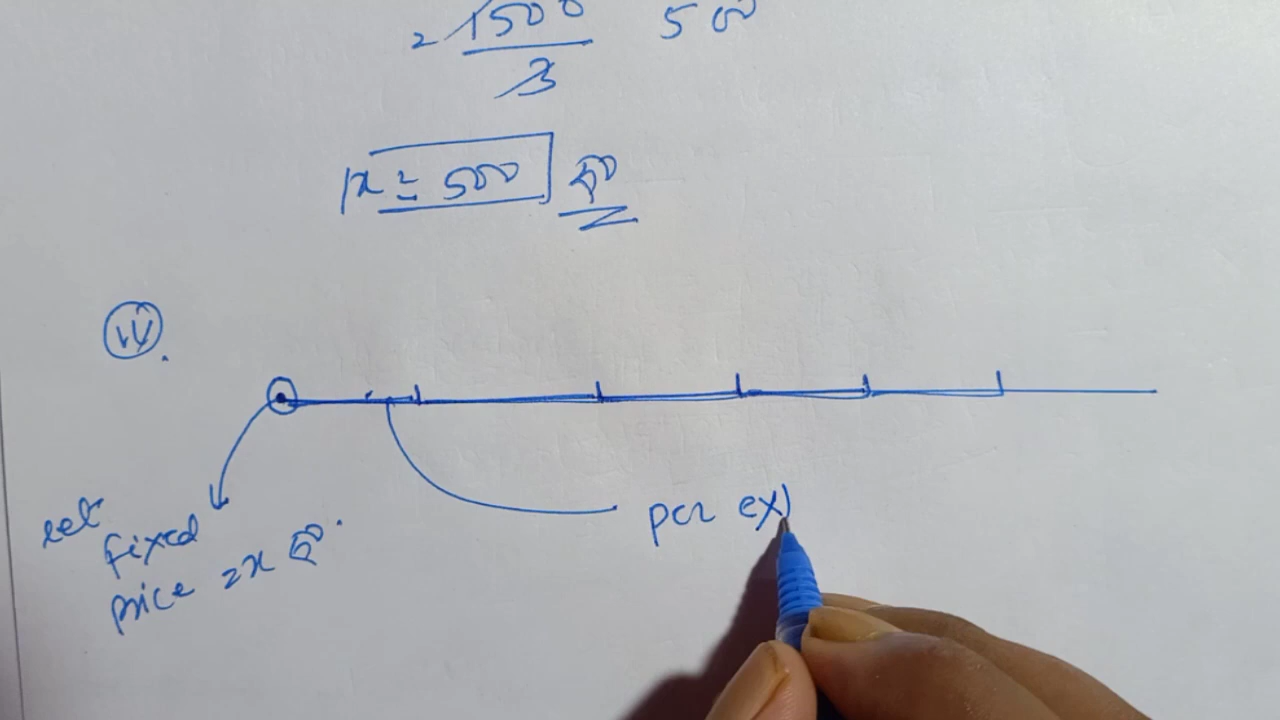 = 1500 500
3
x = 500 टा
iv.
let
fixed
price = x टा.
per ex